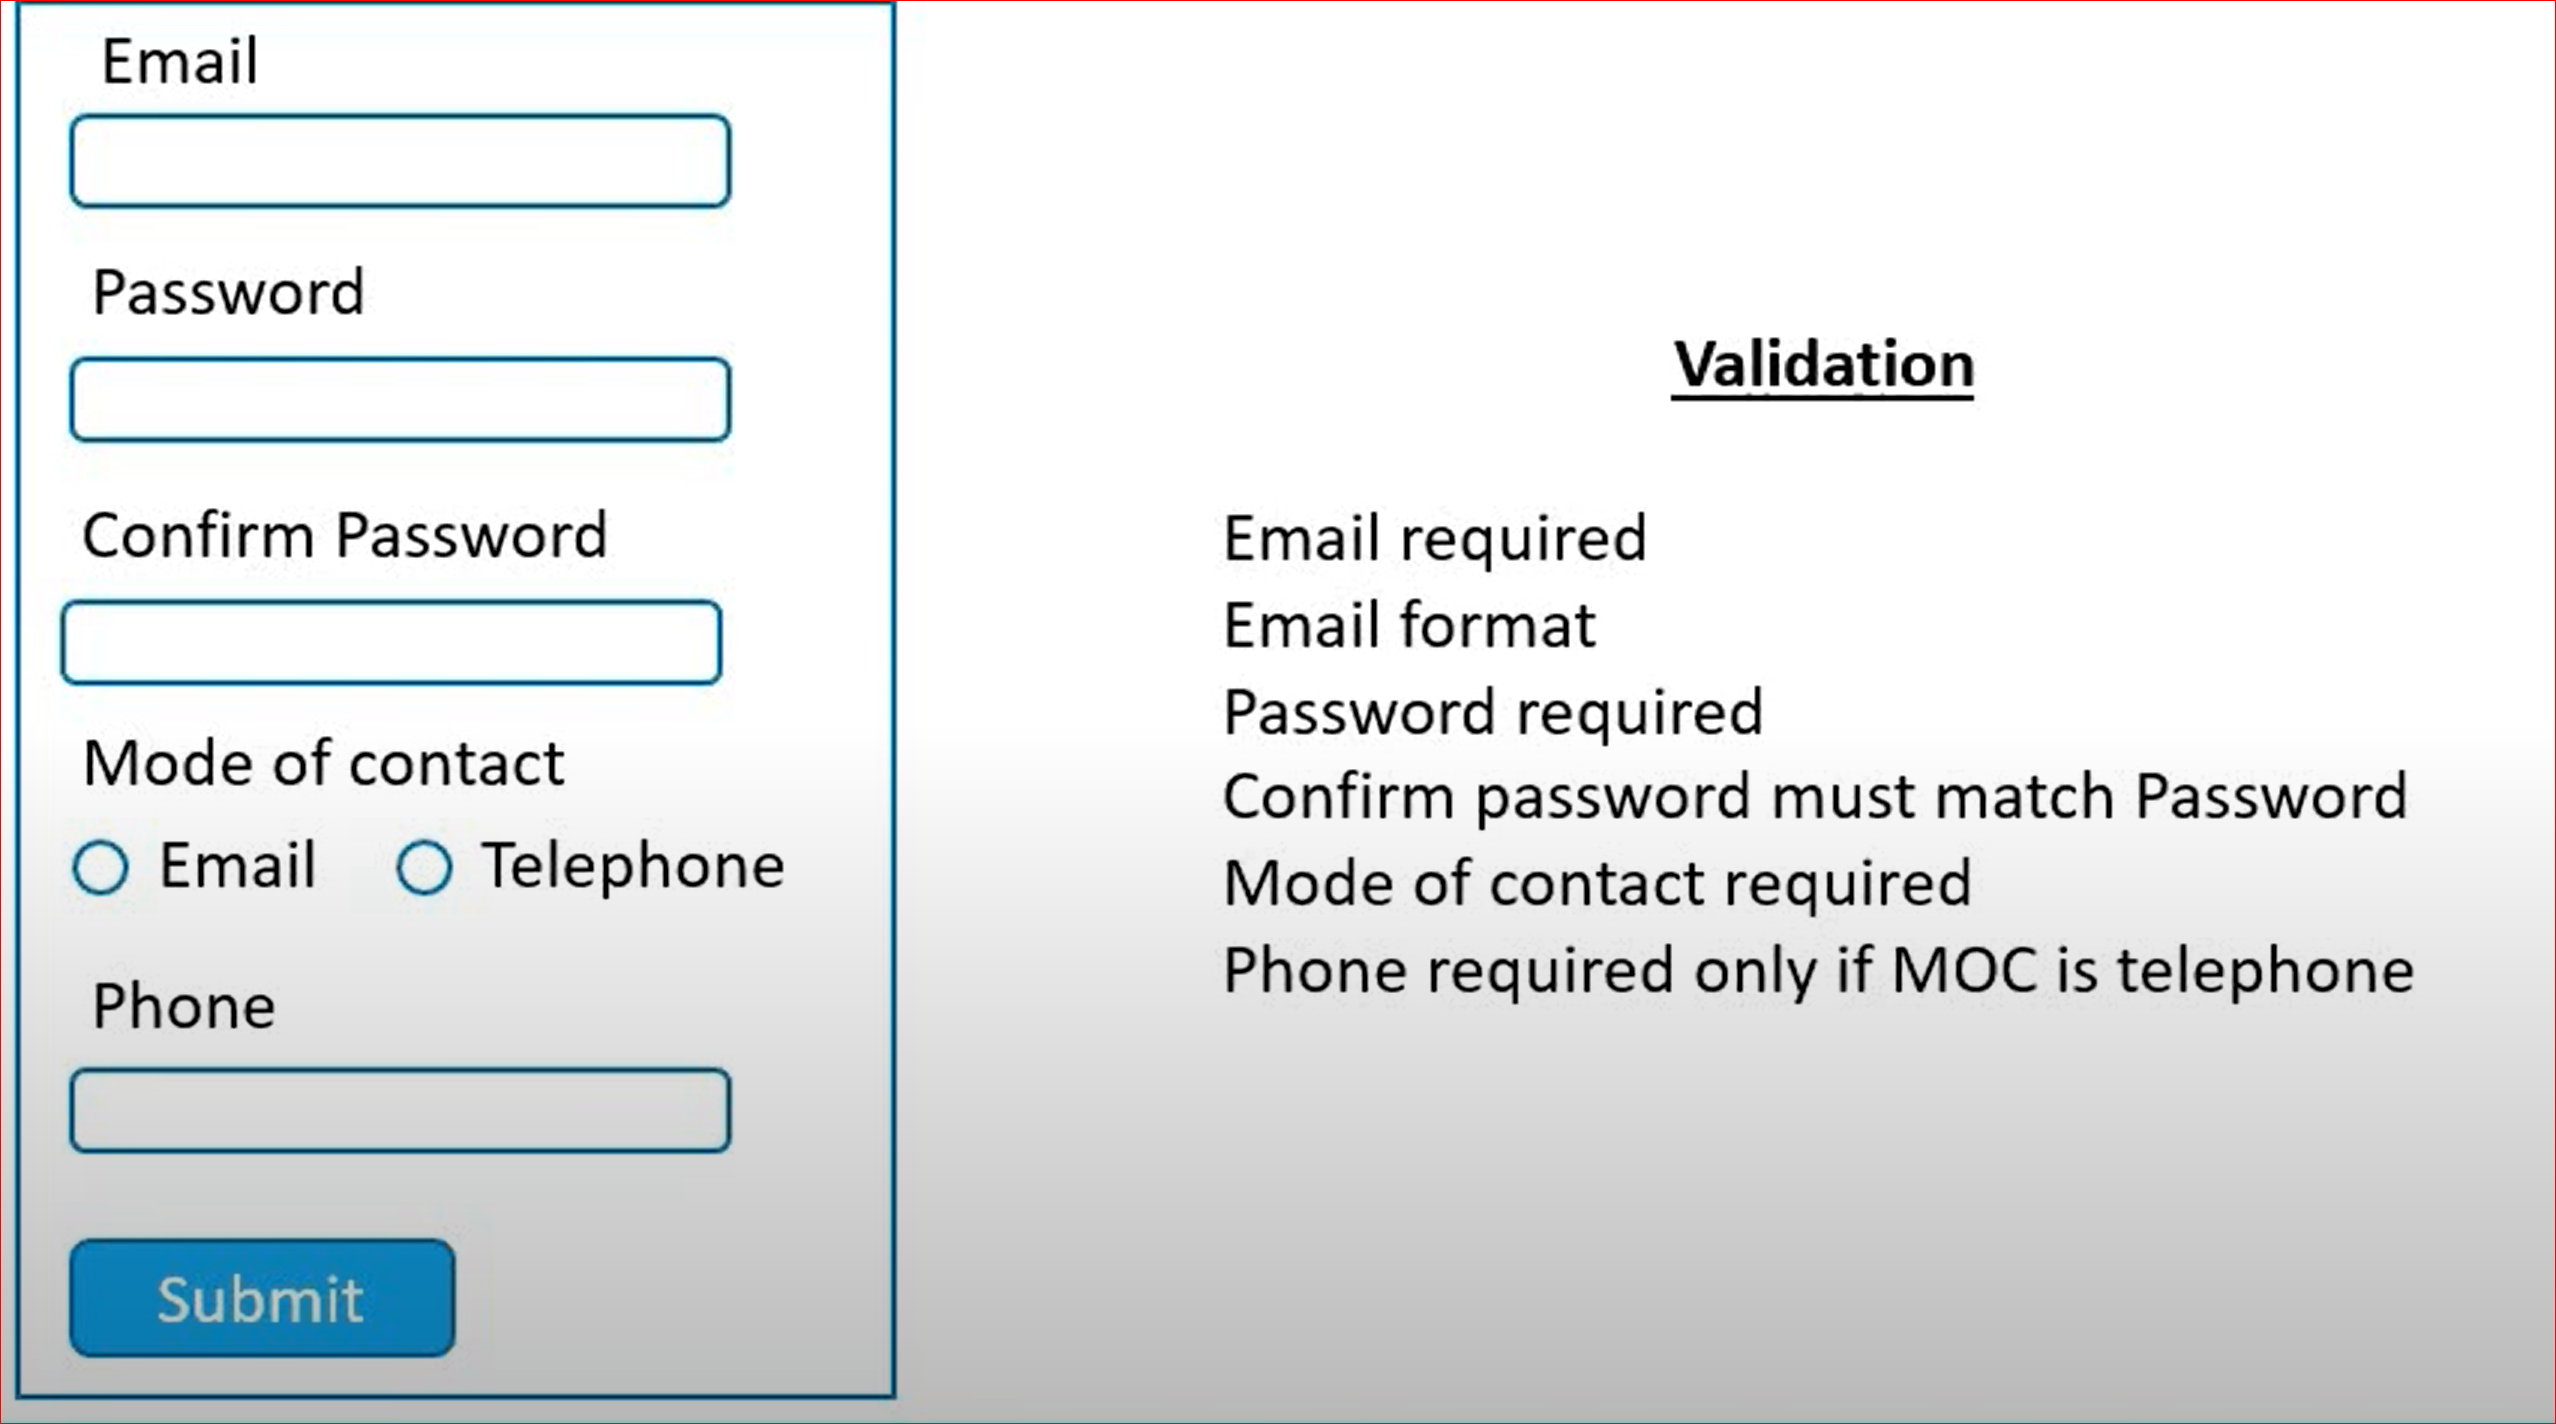 Email
Password
Confirm Password
Mode of contact
Email Telephone
Phone
Submit
Validation
Email required
Email format
Password required
Confirm password must match Password
Mode of contact required
Phone required only if MOC is telephone